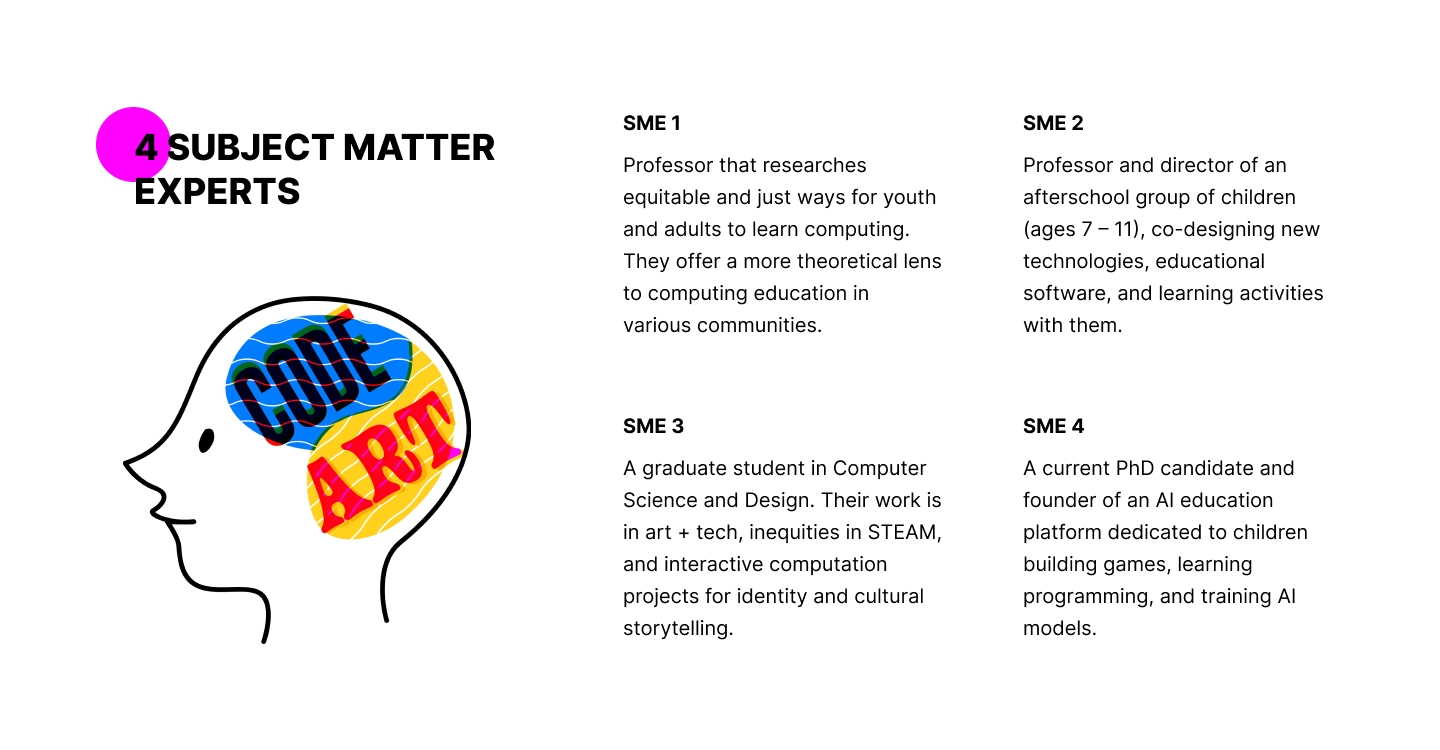 4 SUBJECT MATTER
EXPERTS
CODE
ART
SME 1
Professor that researches
equitable and just ways for youth
and adults to learn computing.
They offer a more theoretical lens
to computing education in
various communities.
SME 2
Professor and director of an
afterschool group of children
(ages 7 – 11), co-designing new
technologies, educational
software, and learning activities
with them.
SME 3
A graduate student in Computer
Science and Design. Their work is
in art + tech, inequities in STEAM,
and interactive computation
projects for identity and cultural
storytelling.
SME 4
A current PhD candidate and
founder of an AI education
platform dedicated to children
building games, learning
programming, and training AI
models.